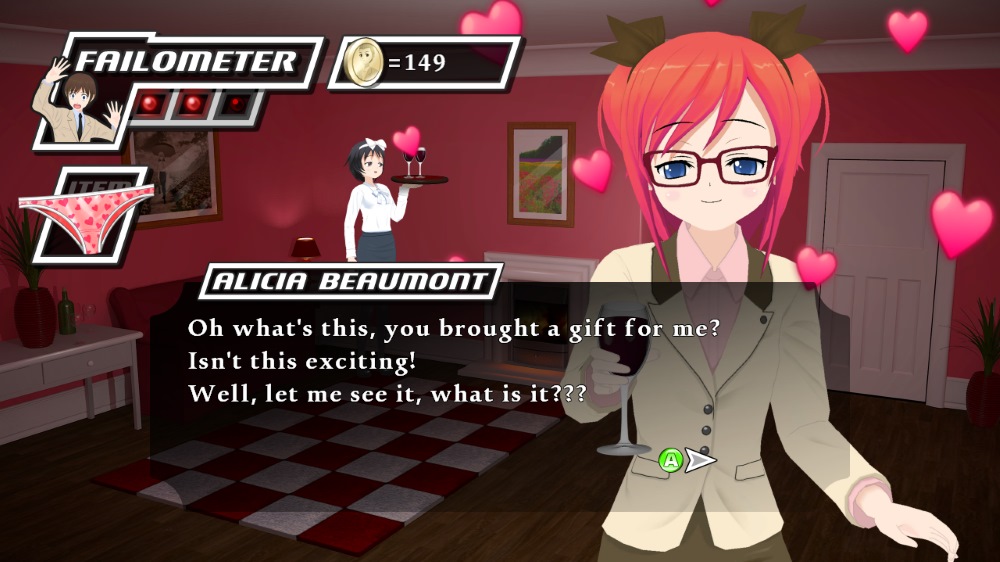 FAILOMETER
=149
ITEM
ALICIA BEAUMONT
Oh what's this, you brought a gift for me?
Isn't this exciting!
Well, let me see it, what is it???
A